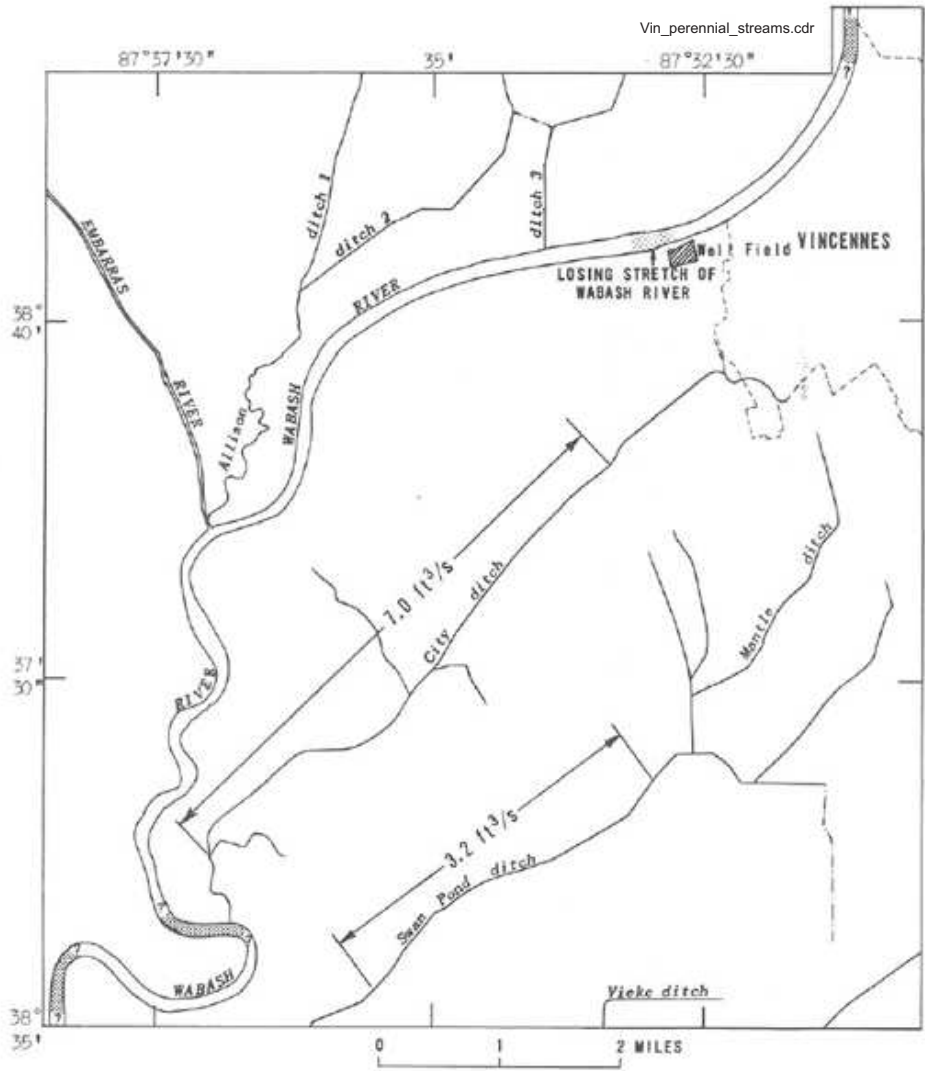 Vin_perennial_streams.cdr
87°37'30"
35'
87°32'30"
ditch 1
ditch 2
ditch 3
EMBARRAS
RIVER
Well Field
VINCENNES
LOSING STRETCH OF
WABASH RIVER
RIVER
WABASH
38°
40'
Allison
7.0 ft³/s
City ditch
Mantle ditch
37'
30"
RIVER
3.2 ft³/s
Swan Pond ditch
?
?
WABASH
?
Vieke ditch
38°
35'
0 1 2 MILES